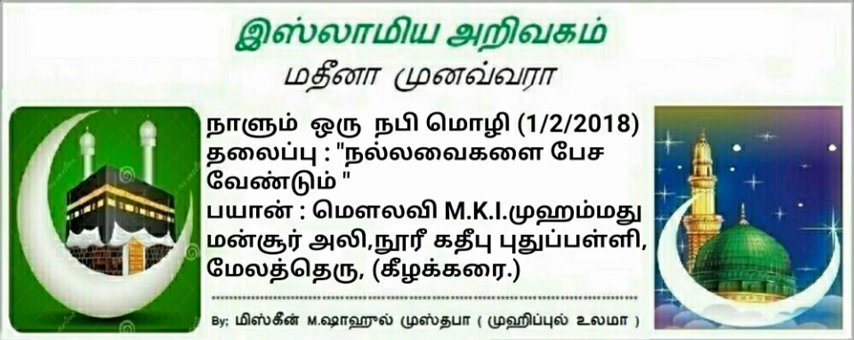 இஸ்லாமிய அறிவகம்
மதீனா முனவ்வரா
நாளும் ஒரு நபி மொழி (1/2/2018)
தலைப்பு : "நல்லவைகளை பேச
வேண்டும் "
பயான் : மௌலவி M.K.I.முஹம்மது
மன்சூர் அலி,நூரீ கதீபு புதுப்பள்ளி,
மேலத்தெரு, (கீழக்கரை.)
By; மிஸ்கீன் M.ஷாஹுல் முஸ்தபா ( முஹிப்புல் உலமா )